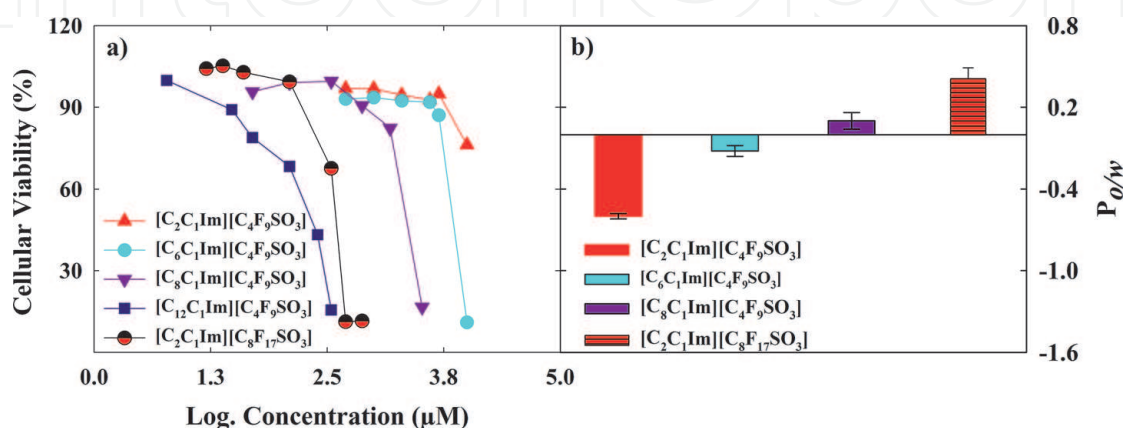 120
90
60
30
Cellular Viability (%)
a)
[C₂C₁Im][C₄F₉SO₃]
[C₆C₁Im][C₄F₉SO₃]
[C₈C₁Im][C₄F₉SO₃]
[C₁₂C₁Im][C₄F₉SO₃]
[C₂C₁Im][C₈F₁₇SO₃]
0.0 1.3 2.5 3.8 5.0
Log. Concentration (µM)
b)
[C₂C₁Im][C₄F₉SO₃]
[C₆C₁Im][C₄F₉SO₃]
[C₈C₁Im][C₄F₉SO₃]
[C₂C₁Im][C₈F₁₇SO₃]
0.8
0.2
-0.4
-1.0
-1.6
Po/w